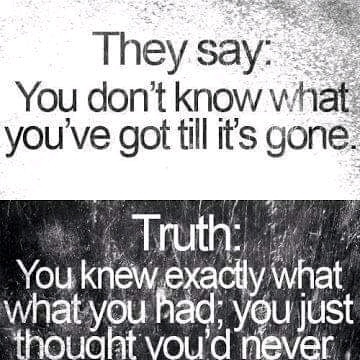 They say:
You don't know what
you've got till it's gone.
Truth:
You knew exactly what
what you had; you just
thought you'd never